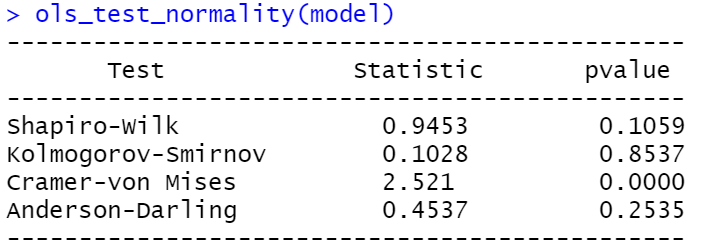 > ols_test_normality(model)
-----------------------------------------------
Test Statistic pvalue
-----------------------------------------------
Shapiro-Wilk 0.9453 0.1059
Kolmogorov-Smirnov 0.1028 0.8537
Cramer-von Mises 2.521 0.0000
Anderson-Darling 0.4537 0.2535
-----------------------------------------------